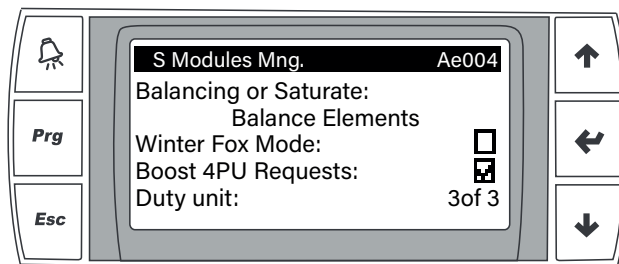 S Modules Mng. Ae004
Balancing or Saturate:
Balance Elements
Winter Fox Mode:
Boost 4PU Requests:
Duty unit: 3of 3
Prg
Esc